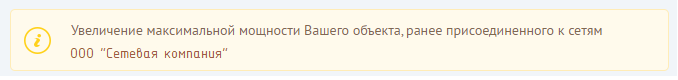 Увеличение максимальной мощности Вашего объекта, ранее присоединенного к сетям
ООО "Сетевая компания"